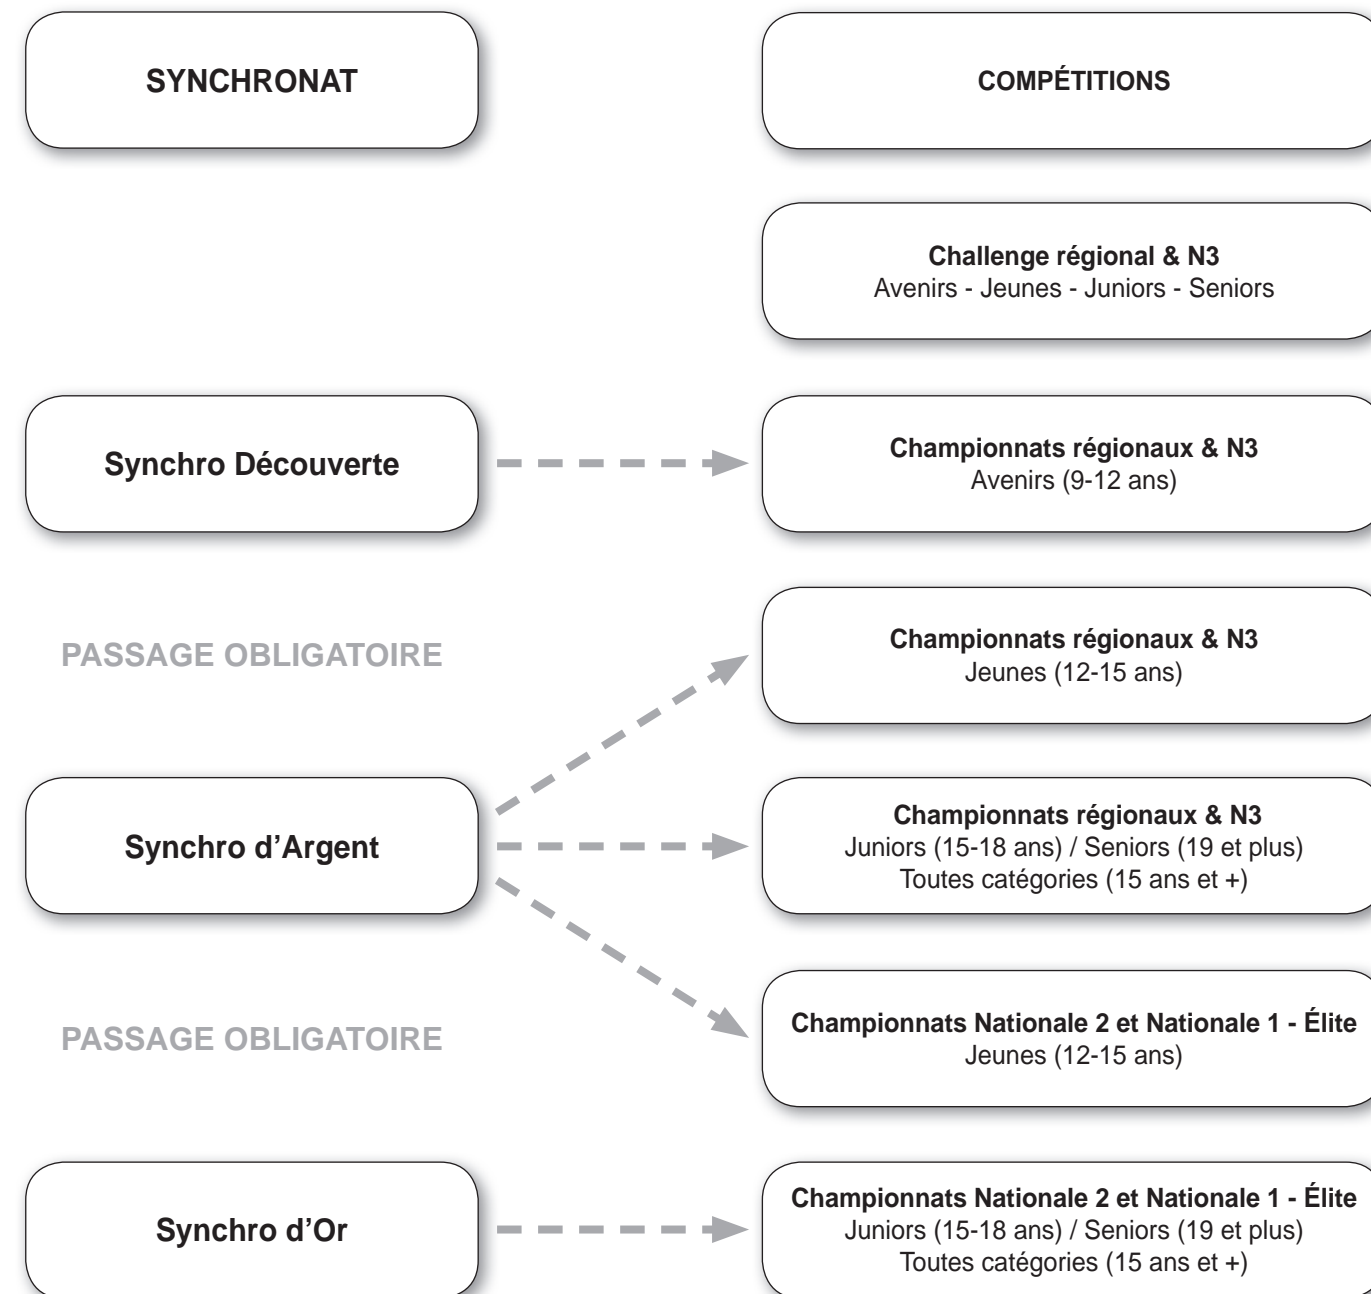 SYNCHRONAT
COMPÉTITIONS
Challenge régional & N3
Avenirs - Jeunes - Juniors - Seniors
Synchro Découverte
Championnats régionaux & N3
Avenirs (9-12 ans)
PASSAGE OBLIGATOIRE
Championnats régionaux & N3
Jeunes (12-15 ans)
Synchro d’Argent
Championnats régionaux & N3
Juniors (15-18 ans) / Seniors (19 et plus)
Toutes catégories (15 ans et +)
PASSAGE OBLIGATOIRE
Championnats Nationale 2 et Nationale 1 - Élite
Jeunes (12-15 ans)
Synchro d’Or
Championnats Nationale 2 et Nationale 1 - Élite
Juniors (15-18 ans) / Seniors (19 et plus)
Toutes catégories (15 ans et +)